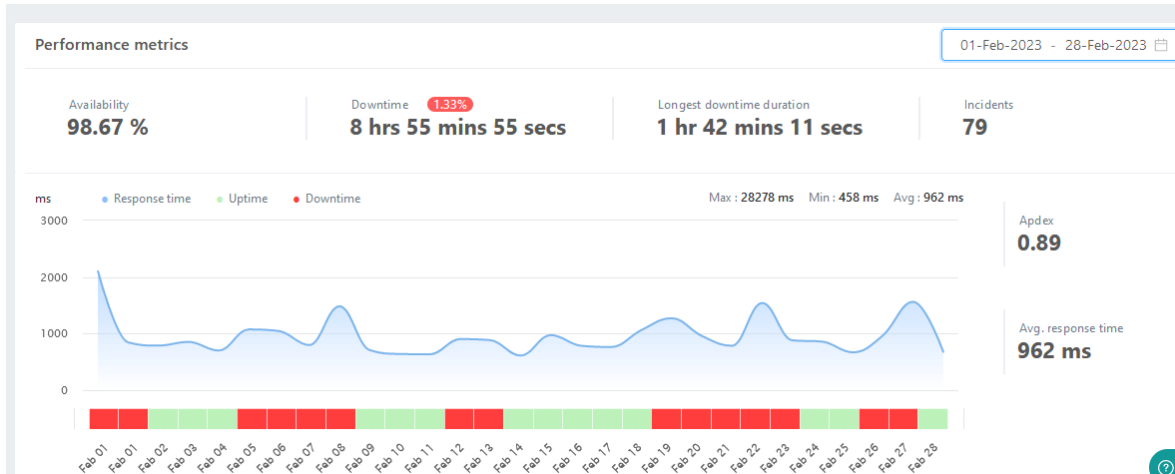 Performance metrics
01-Feb-2023 - 28-Feb-2023
Availability
98.67 %
Downtime 1.33%
8 hrs 55 mins 55 secs
Longest downtime duration
1 hr 42 mins 11 secs
Incidents
79
ms
Response time Uptime Downtime
Max : 28278 ms Min : 458 ms Avg : 962 ms
3000
2000
1000
0
Feb 01 Feb 01 Feb 02 Feb 03 Feb 04 Feb 05 Feb 06 Feb 07 Feb 08 Feb 09 Feb 10 Feb 11 Feb 12 Feb 13 Feb 14 Feb 15 Feb 16 Feb 17 Feb 18 Feb 19 Feb 20 Feb 21 Feb 22 Feb 23 Feb 24 Feb 25 Feb 26 Feb 27 Feb 28
Apdex
0.89
Avg. response time
962 ms